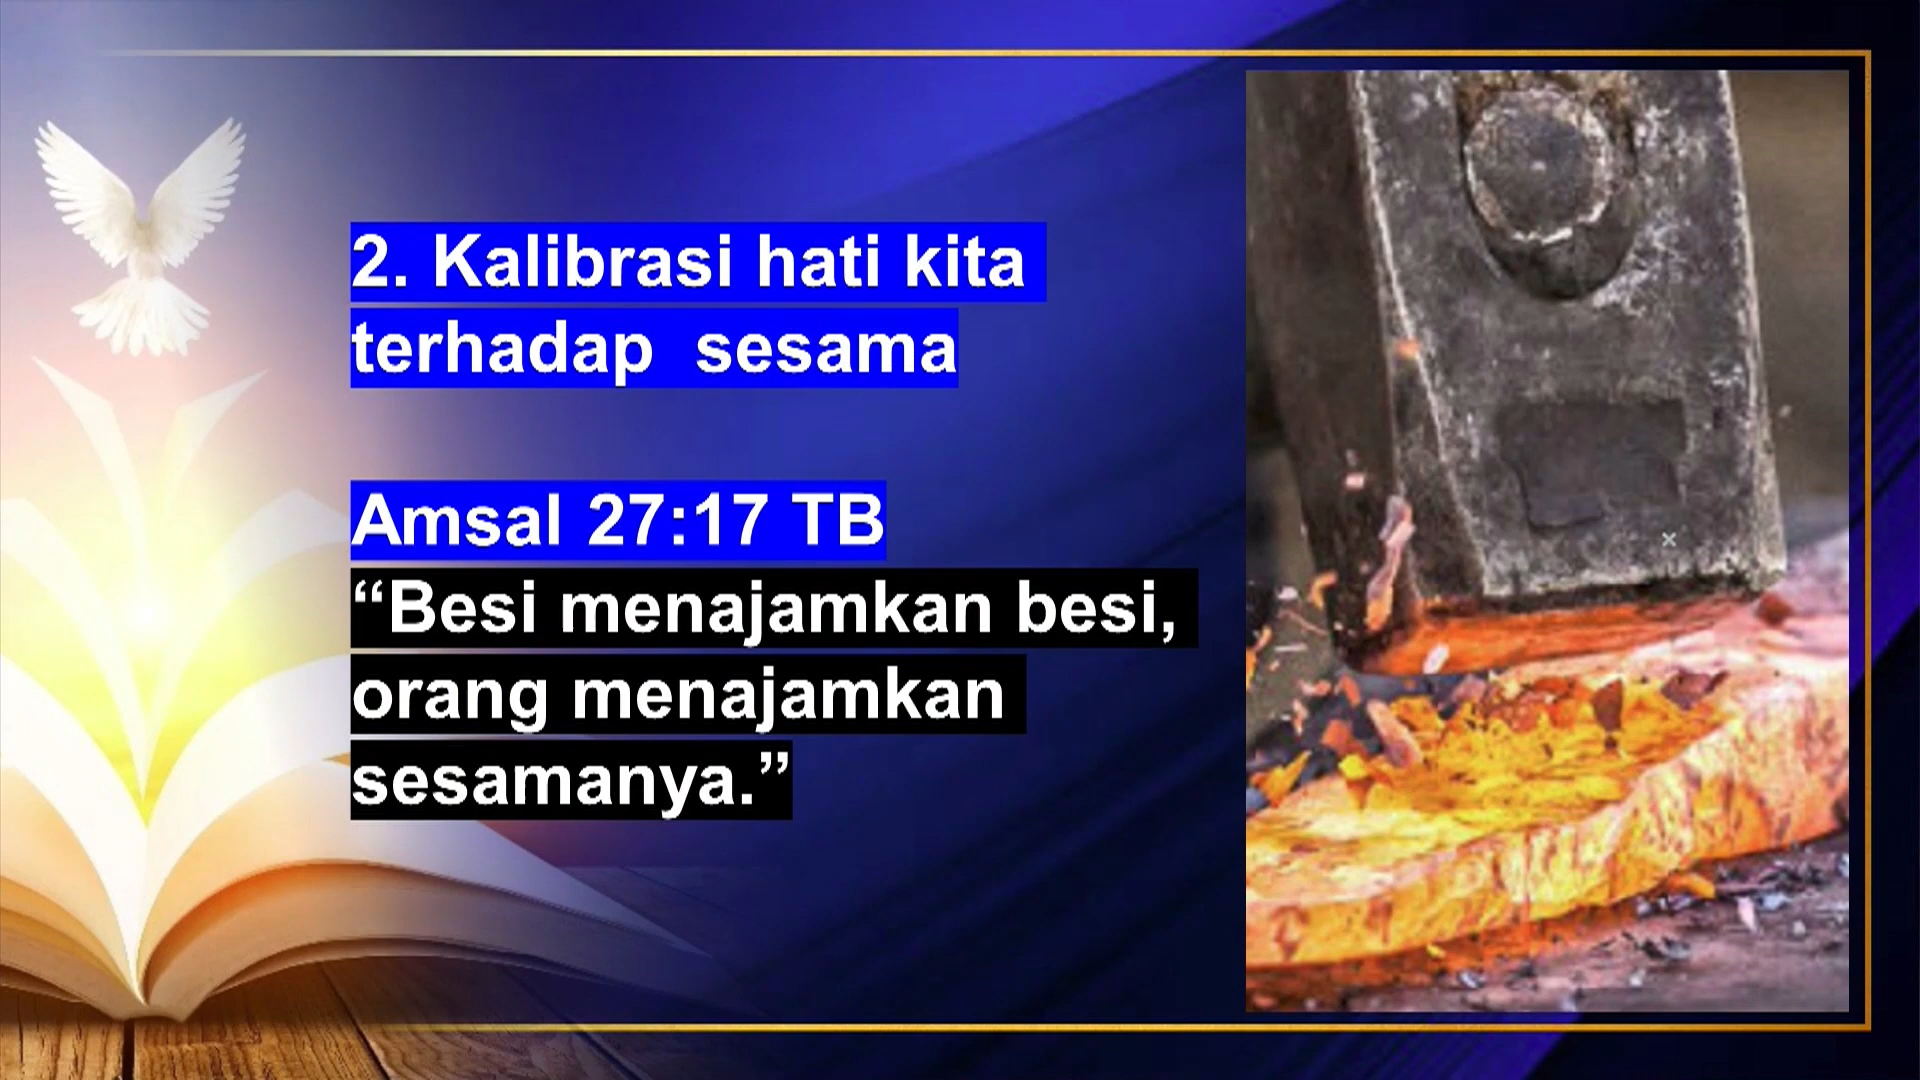 2. Kalibrasi hati kita
terhadap  sesama
Amsal 27:17 TB
“Besi menajamkan besi,
orang menajamkan
sesamanya.”